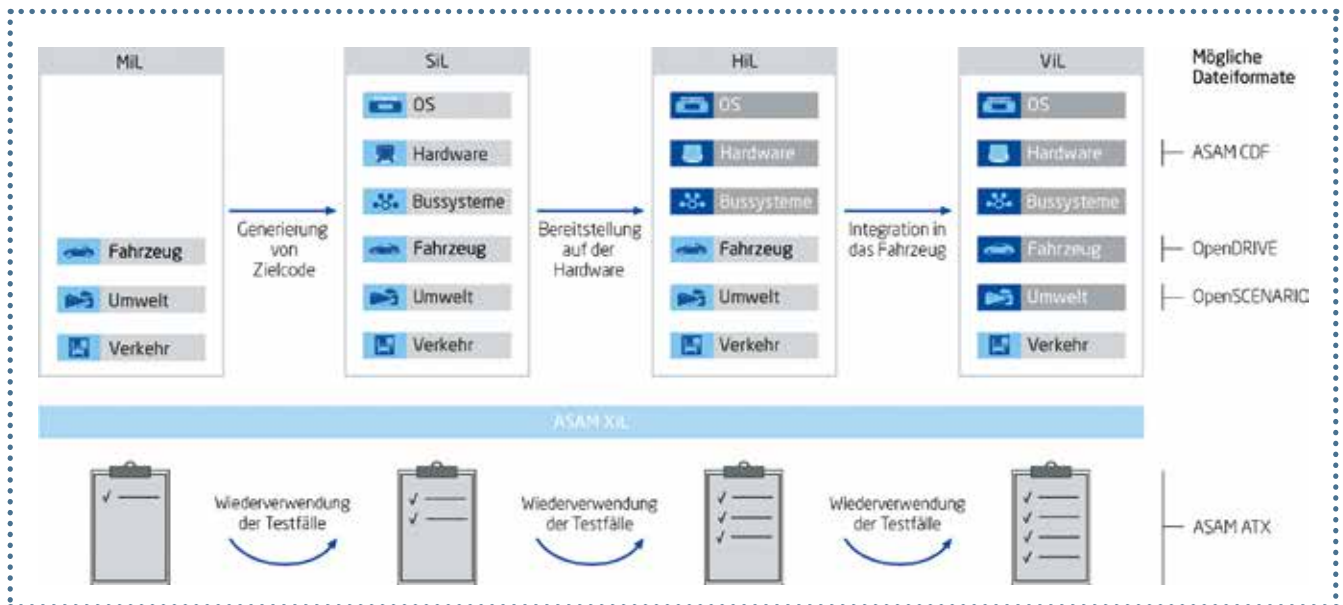 MiL
SiL
HiL
ViL
Mögliche
Dateiformate
OS
OS
OS
Hardware
Hardware
Hardware
ASAM CDF
Bussysteme
Bussysteme
Bussysteme
Generierung
von
Zielcode
Bereitstellung
auf der
Hardware
Integration in
das Fahrzeug
Fahrzeug
Fahrzeug
Fahrzeug
Fahrzeug
OpenDRIVE
Umwelt
Umwelt
Umwelt
Umwelt
OpenSCENARIO
Verkehr
Verkehr
Verkehr
Verkehr
ASAM XiL
Wiederverwendung
der Testfälle
Wiederverwendung
der Testfälle
Wiederverwendung
der Testfälle
ASAM ATX